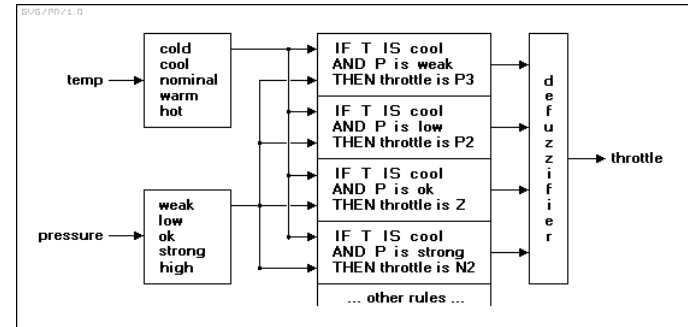 GVG/PD/1.0
temp
cold
cool
nominal
warm
hot
pressure
weak
low
ok
strong
high
IF T IS cool
AND P is weak
THEN throttle is P3
IF T IS cool
AND P is low
THEN throttle is P2
IF T IS cool
AND P is ok
THEN throttle is Z
IF T IS cool
AND P is strong
THEN throttle is N2
... other rules ...
defuzzifier
throttle